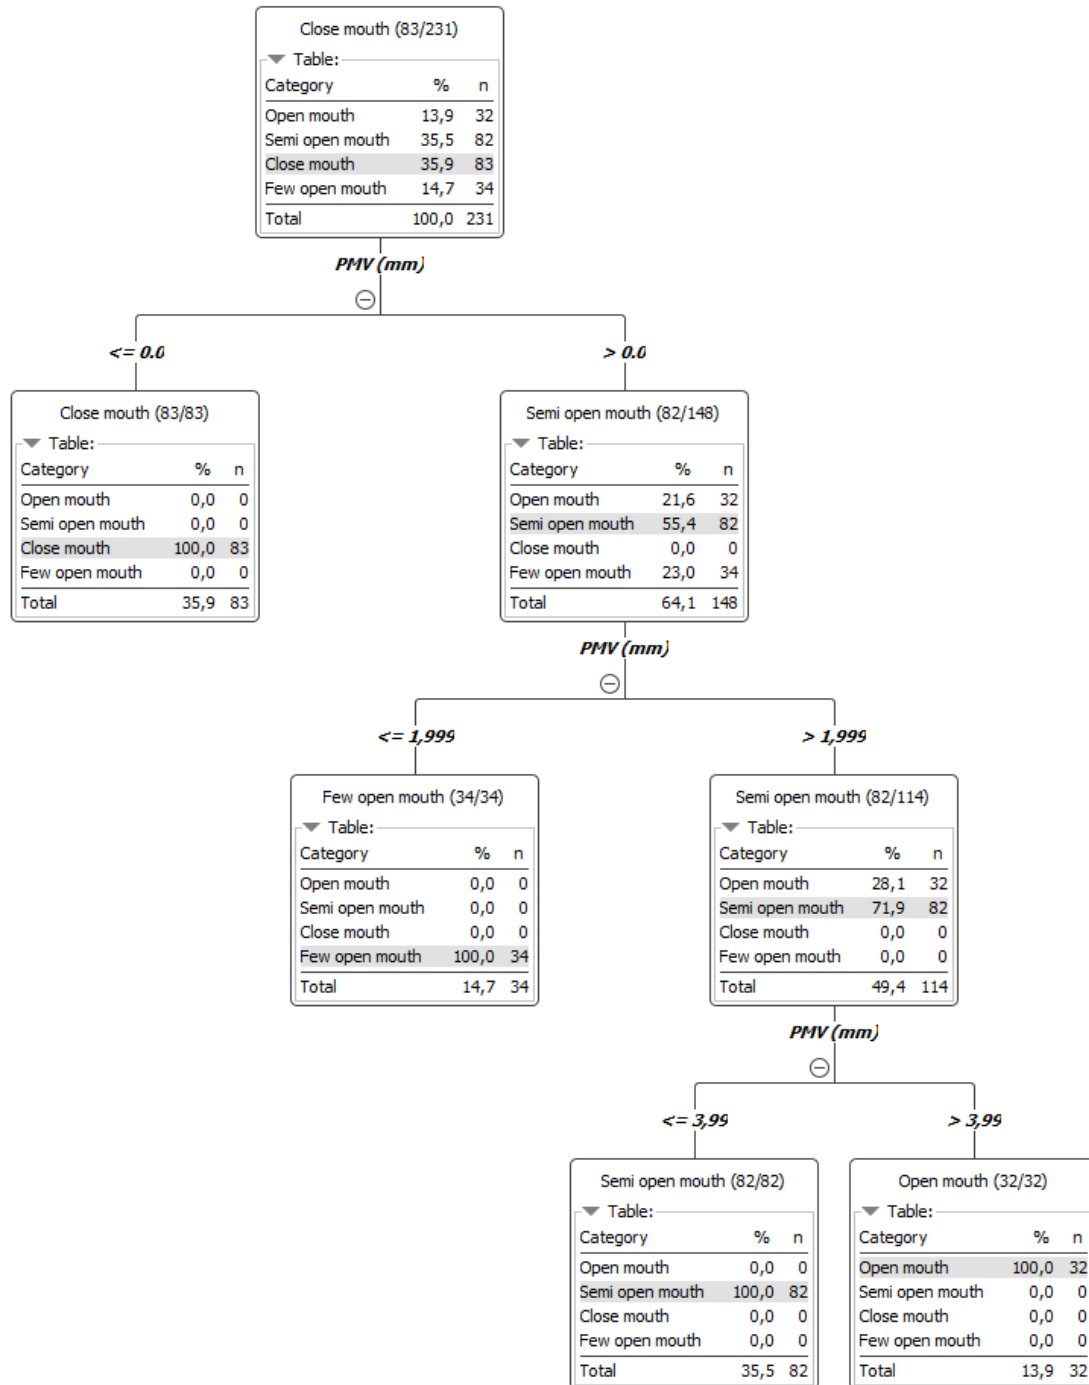 Close mouth (83/231)
Table:
Category % n
Open mouth 13,9 32
Semi open mouth 35,5 82
Close mouth 35,9 83
Few open mouth 14,7 34
Total 100,0 231
PMV (mm)
<= 0.0
> 0.0
Close mouth (83/83)
Table:
Category % n
Open mouth 0,0 0
Semi open mouth 0,0 0
Close mouth 100,0 83
Few open mouth 0,0 0
Total 35,9 83
Semi open mouth (82/148)
Table:
Category % n
Open mouth 21,6 32
Semi open mouth 55,4 82
Close mouth 0,0 0
Few open mouth 23,0 34
Total 64,1 148
PMV (mm)
<= 1,999
> 1,999
Few open mouth (34/34)
Table:
Category % n
Open mouth 0,0 0
Semi open mouth 0,0 0
Close mouth 0,0 0
Few open mouth 100,0 34
Total 14,7 34
Semi open mouth (82/114)
Table:
Category % n
Open mouth 28,1 32
Semi open mouth 71,9 82
Close mouth 0,0 0
Few open mouth 0,0 0
Total 49,4 114
PMV (mm)
<= 3,99
> 3,99
Semi open mouth (82/82)
Table:
Category % n
Open mouth 0,0 0
Semi open mouth 100,0 82
Close mouth 0,0 0
Few open mouth 0,0 0
Total 35,5 82
Open mouth (32/32)
Table:
Category % n
Open mouth 100,0 32
Semi open mouth 0,0 0
Close mouth 0,0 0
Few open mouth 0,0 0
Total 13,9 32